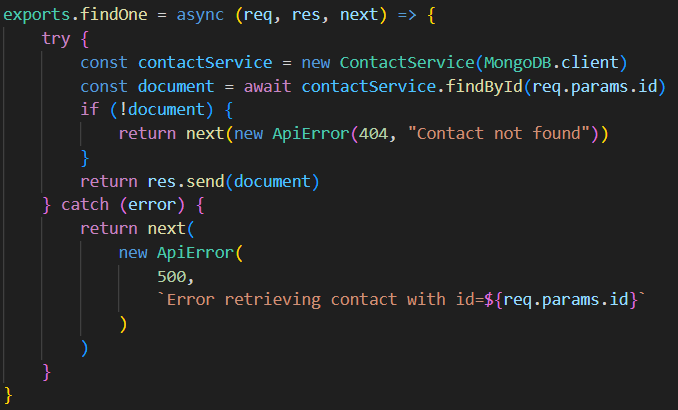 exports.findOne = async (req, res, next) => {
    try {
        const contactService = new ContactService(MongoDB.client)
        const document = await contactService.findById(req.params.id)
        if (!document) {
            return next(new ApiError(404, "Contact not found"))
        }
        return res.send(document)
    } catch (error) {
        return next(
            new ApiError(
                500,
                `Error retrieving contact with id=${req.params.id}`
            )
        )
    }
}